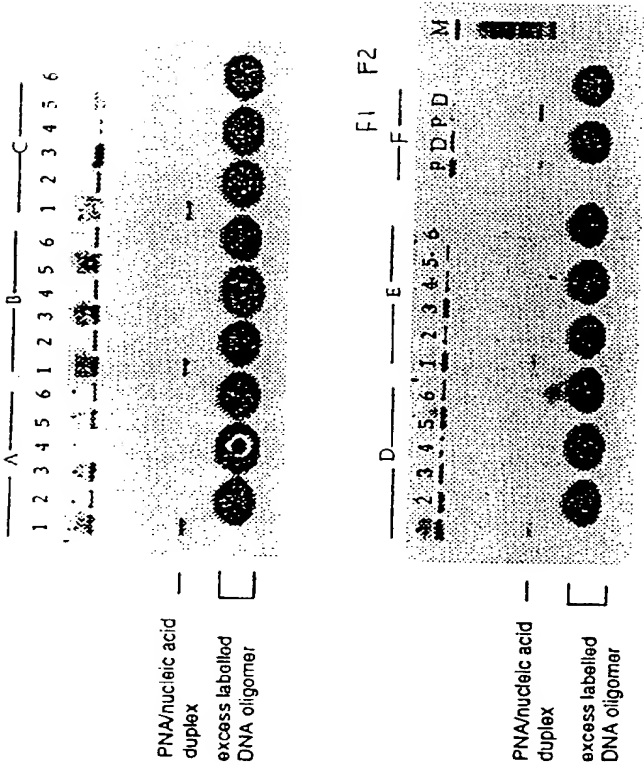 A B C
1 2 3 4 5 6 1 2 3 4 5 6 1 2 3 4 5 6
PNA/nucleic acid
duplex
excess labelled
DNA oligomer
F1 F2
D E F M
2 3 4 5 6 1 2 3 4 5 6 P D P D
PNA/nucleic acid
duplex
excess labelled
DNA oligomer